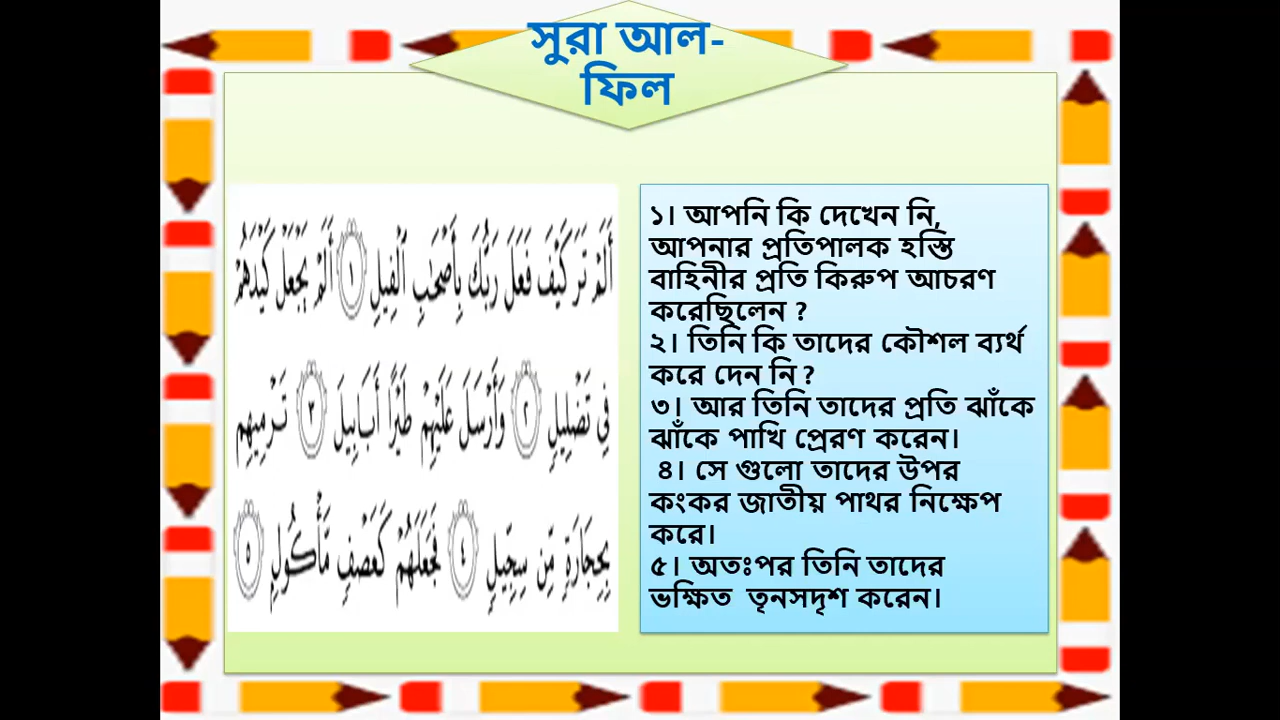 সুরা আল-
ফিল
أَلَمْ تَرَ كَيْفَ فَعَلَ رَبُّكَ بِأَصْحَٰبِ ٱلْفِيلِ ١ أَلَمْ يَجْعَلْ كَيْدَهُمْ
فِى تَضْلِيلٍ ٢ وَأَرْسَلَ عَلَيْهِمْ طَيْرًا أَبَابِيلَ ٣ تَرْمِيهِم
بِحِجَارَةٍ مِّن سِجِّيلٍ ٤ فَجَعَلَهُمْ كَعَصْفٍ مَّأْكُولٍ ٥
১। আপনি কি দেখেন নি,
আপনার প্রতিপালক হস্তি
বাহিনীর প্রতি কিরুপ আচরণ
করেছিলেন ?
২। তিনি কি তাদের কৌশল ব্যর্থ
করে দেন নি ?
৩। আর তিনি তাদের প্রতি ঝাঁকে
ঝাঁকে পাখি প্রেরণ করেন।
৪। সে গুলো তাদের উপর
কংকর জাতীয় পাথর নিক্ষেপ
করে।
৫। অতঃপর তিনি তাদের
ভক্ষিত তৃনসদৃশ করেন।